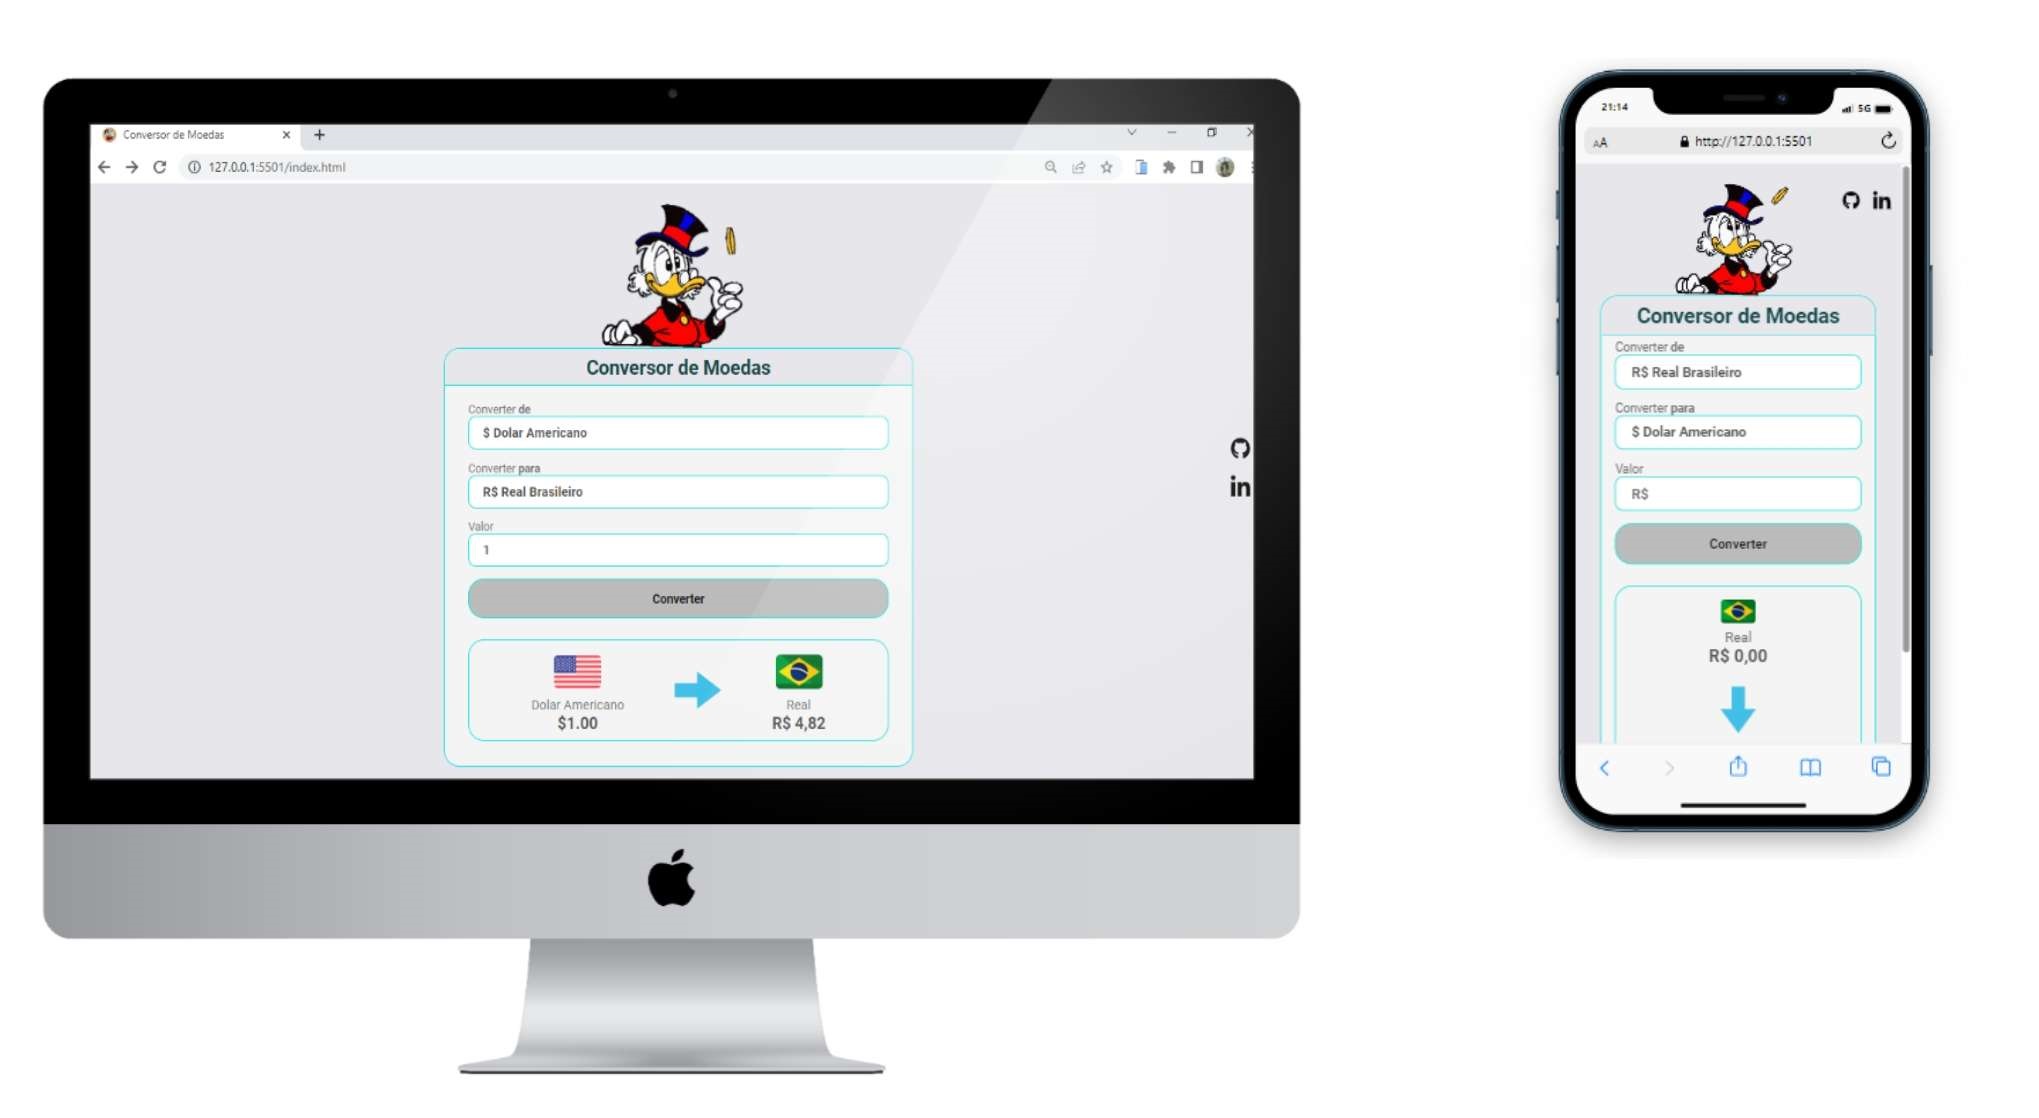 Conversor de Moedas
127.0.0.1:5501/index.html
Conversor de Moedas
Converter de
$ Dolar Americano
Converter para
R$ Real Brasileiro
Valor
1
Converter
Dolar Americano
$1.00
Real
R$ 4,82
in
21:14
5G
AA
http://127.0.0.1:5501
in
Conversor de Moedas
Converter de
R$ Real Brasileiro
Converter para
$ Dolar Americano
Valor
R$
Converter
Real
R$ 0,00